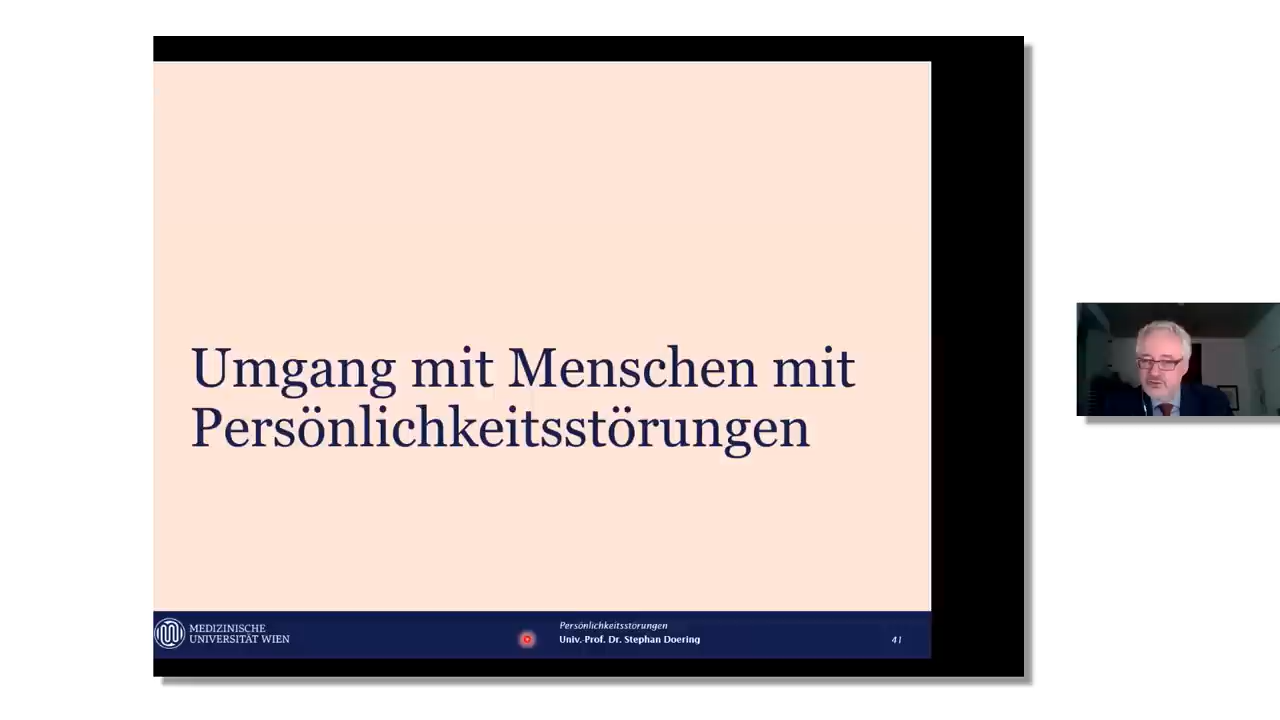 Umgang mit Menschen mit
Persönlichkeitsstörungen
MEDIZINISCHE
UNIVERSITÄT WIEN
Persönlichkeitsstörungen
Univ.-Prof. Dr. Stephan Doering
41